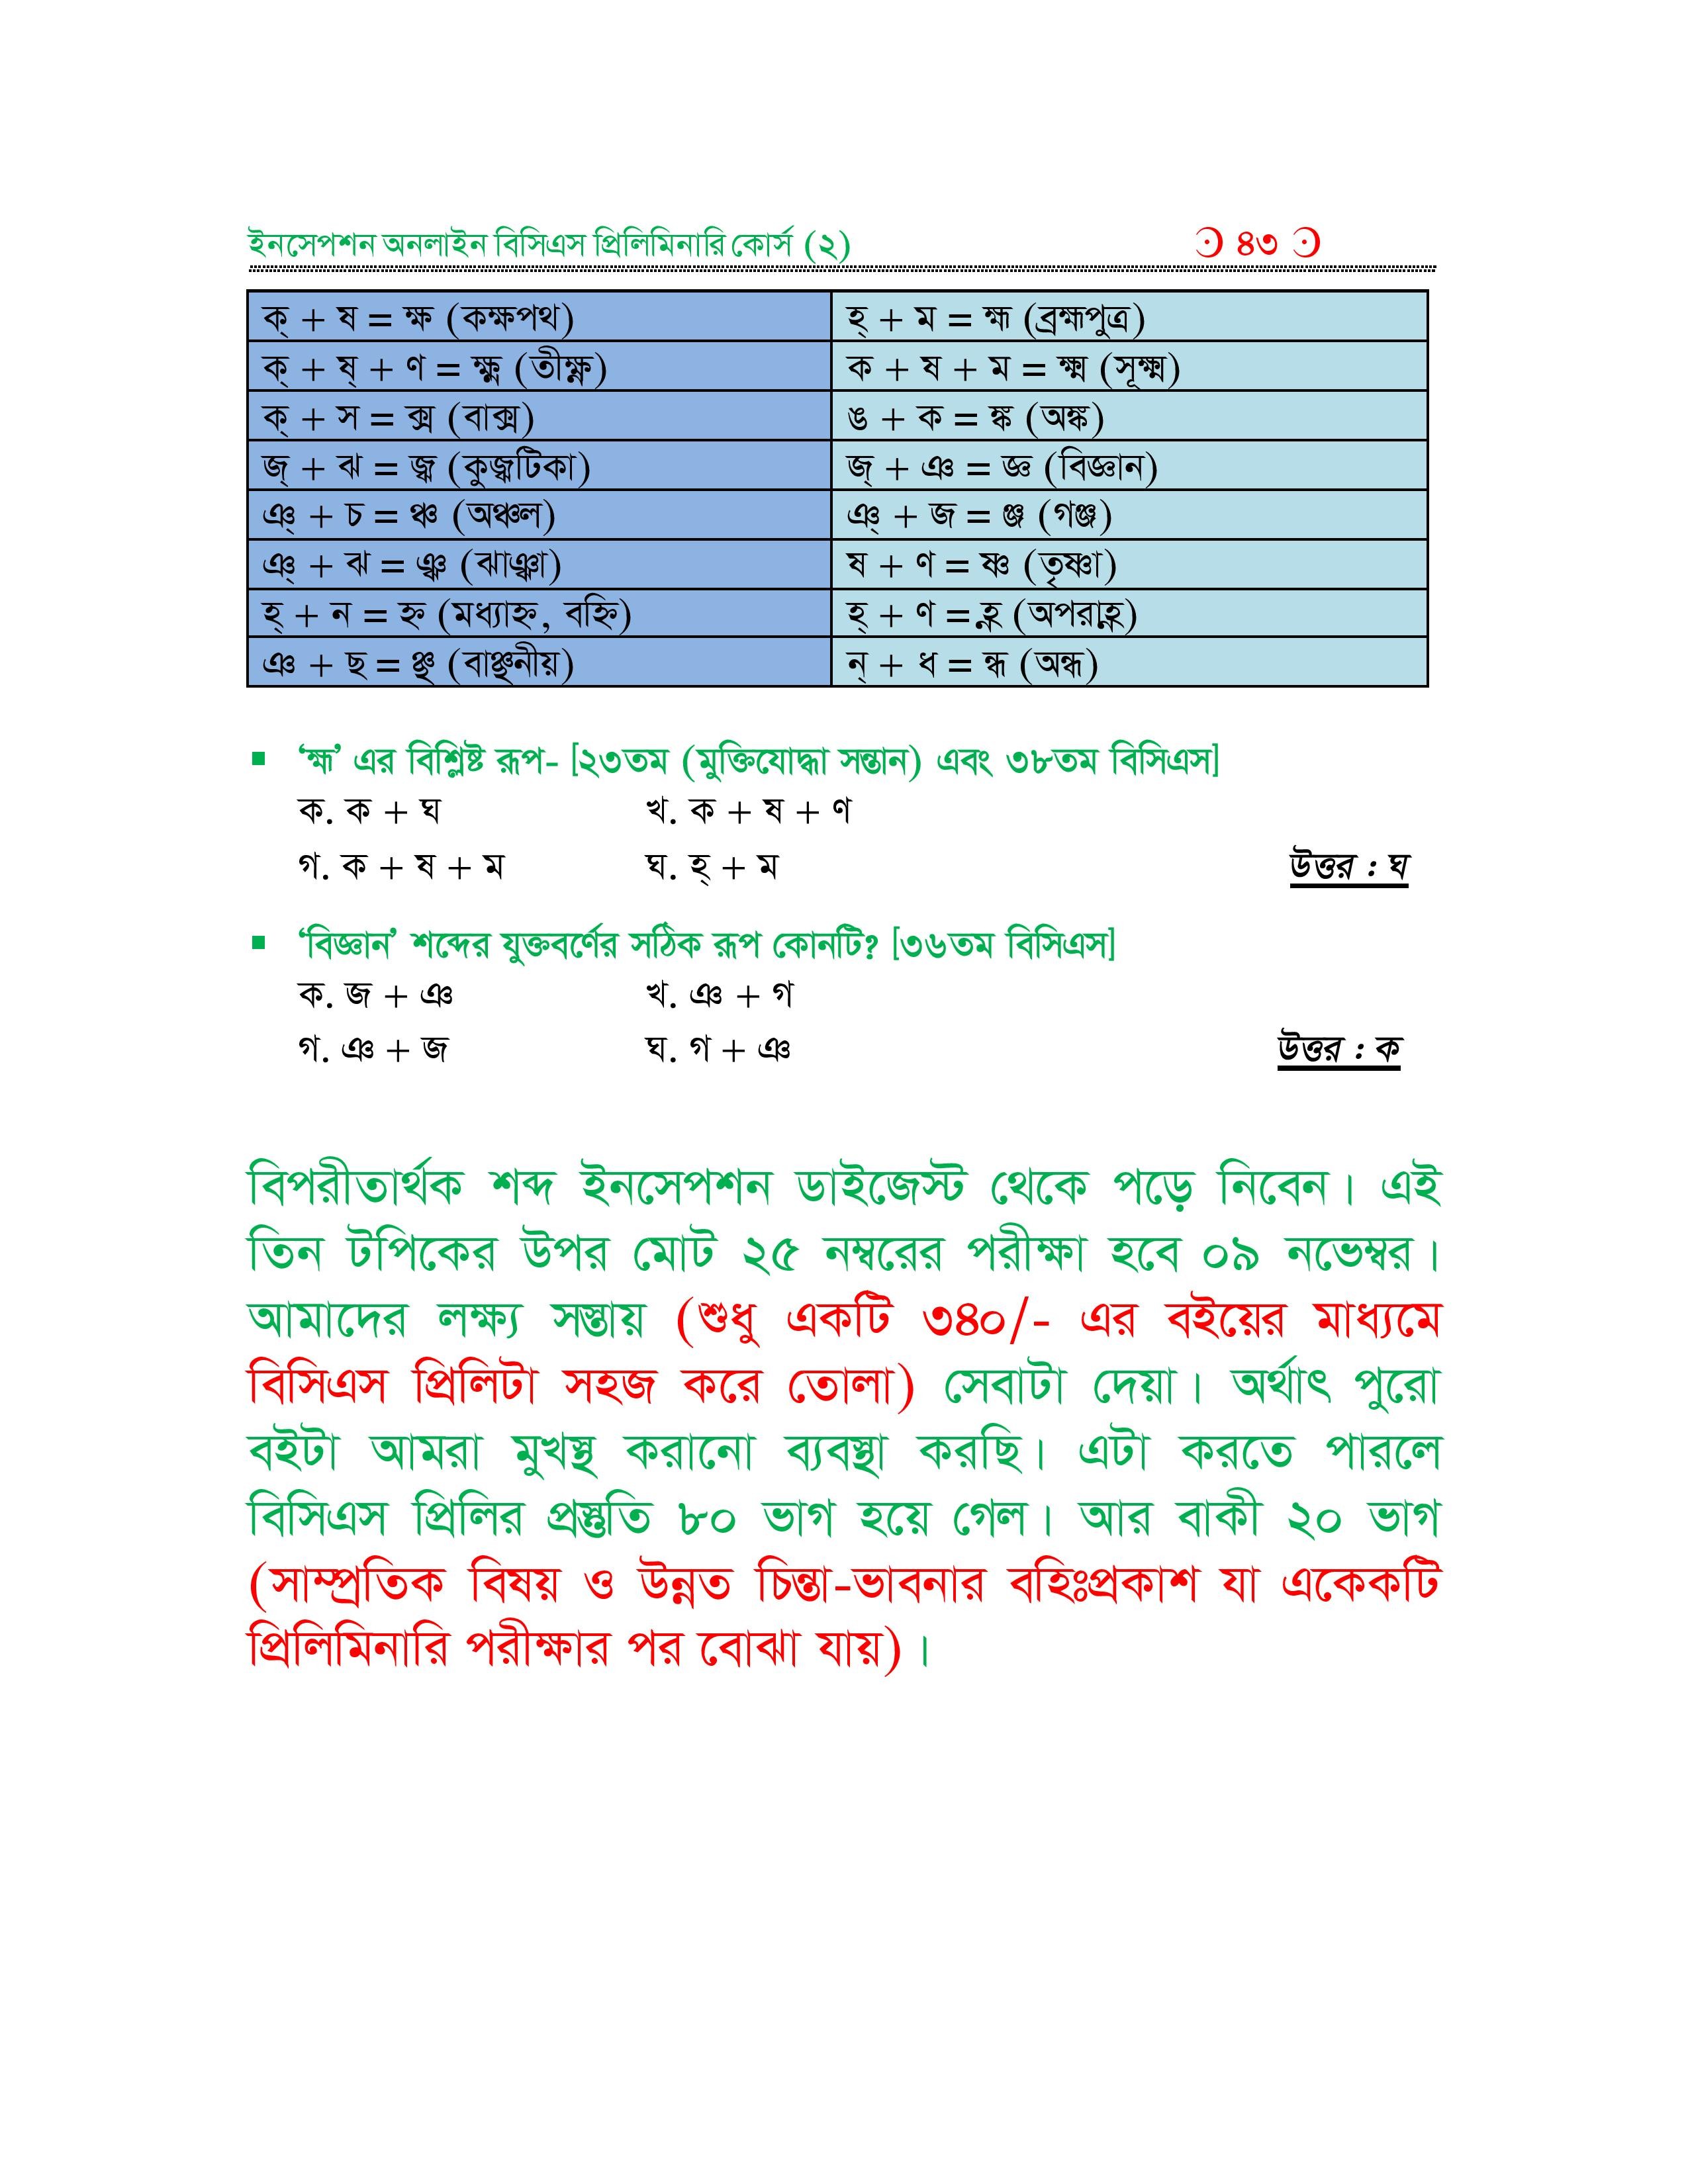 ইনসেপশন অনলাইন বিসিএস প্রিলিমিনারি কোর্স (২) ৪৩
ক্ + ষ = ক্ষ (কক্ষপথ) হ্ + ম = হ্ম (ব্রহ্মপুত্র)
ক্ + ষ্ + ণ = ক্ষ্ণ (তীক্ষ্ণ) ক + ষ + ম = ক্ষ্ম (সূক্ষ্ম)
ক্ + স = ক্স (বাক্স) ঙ + ক = ঙ্ক (অঙ্ক)
জ্ + ঝ = জ্ঝ (কুজ্ঝটিকা) জ্ + ঞ = জ্ঞ (বিজ্ঞান)
ঞ্ + চ = ঞ্চ (অঞ্চল) ঞ্ + জ = ঞ্জ (গঞ্জ)
ঞ্ + ঝ = ঞ্ঝ (ঝাঞ্ঝা) ষ + ণ = ষ্ণ (তৃষ্ণা)
হ্ + ন = হ্ন (মধ্যাহ্ন, বহ্নি) হ্ + ণ = হ্ণ (অপরাহ্ণ)
ঞ + ছ = ঞ্ছ (বাঞ্ছনীয়) ন্ + ধ = ন্ধ (অন্ধ)
▪ ‘হ্ম’ এর বিশ্লিষ্ট রূপ- [২৩তম (মুক্তিযোদ্ধা সন্তান) এবং ৩৮তম বিসিএস]
ক. ক + ঘ খ. ক + ষ + ণ
গ. ক + ষ + ম ঘ. হ্ + ম উত্তর : ঘ
▪ ‘বিজ্ঞান’ শব্দের যুক্তবর্ণের সঠিক রূপ কোনটি? [৩৬তম বিসিএস]
ক. জ + ঞ খ. ঞ + গ
গ. ঞ + জ ঘ. গ + ঞ উত্তর : ক
বিপরীতার্থক শব্দ ইনসেপশন ডাইজেস্ট থেকে পড়ে নিবেন। এই
তিন টপিকের উপর মোট ২৫ নম্বরের পরীক্ষা হবে ০৯ নভেম্বর।
আমাদের লক্ষ্য সস্তায় (শুধু একটি ৩৪০/- এর বইয়ের মাধ্যমে
বিসিএস প্রিলিটা সহজ করে তোলা) সেবাটা দেয়া। অর্থাৎ পুরো
বইটা আমরা মুখস্থ করানো ব্যবস্থা করছি। এটা করতে পারলে
বিসিএস প্রিলির প্রস্তুতি ৮০ ভাগ হয়ে গেল। আর বাকী ২০ ভাগ
(সাম্প্রতিক বিষয় ও উন্নত চিন্তা-ভাবনার বহিঃপ্রকাশ যা একেকটি
প্রিলিমিনারি পরীক্ষার পর বোঝা যায়)।